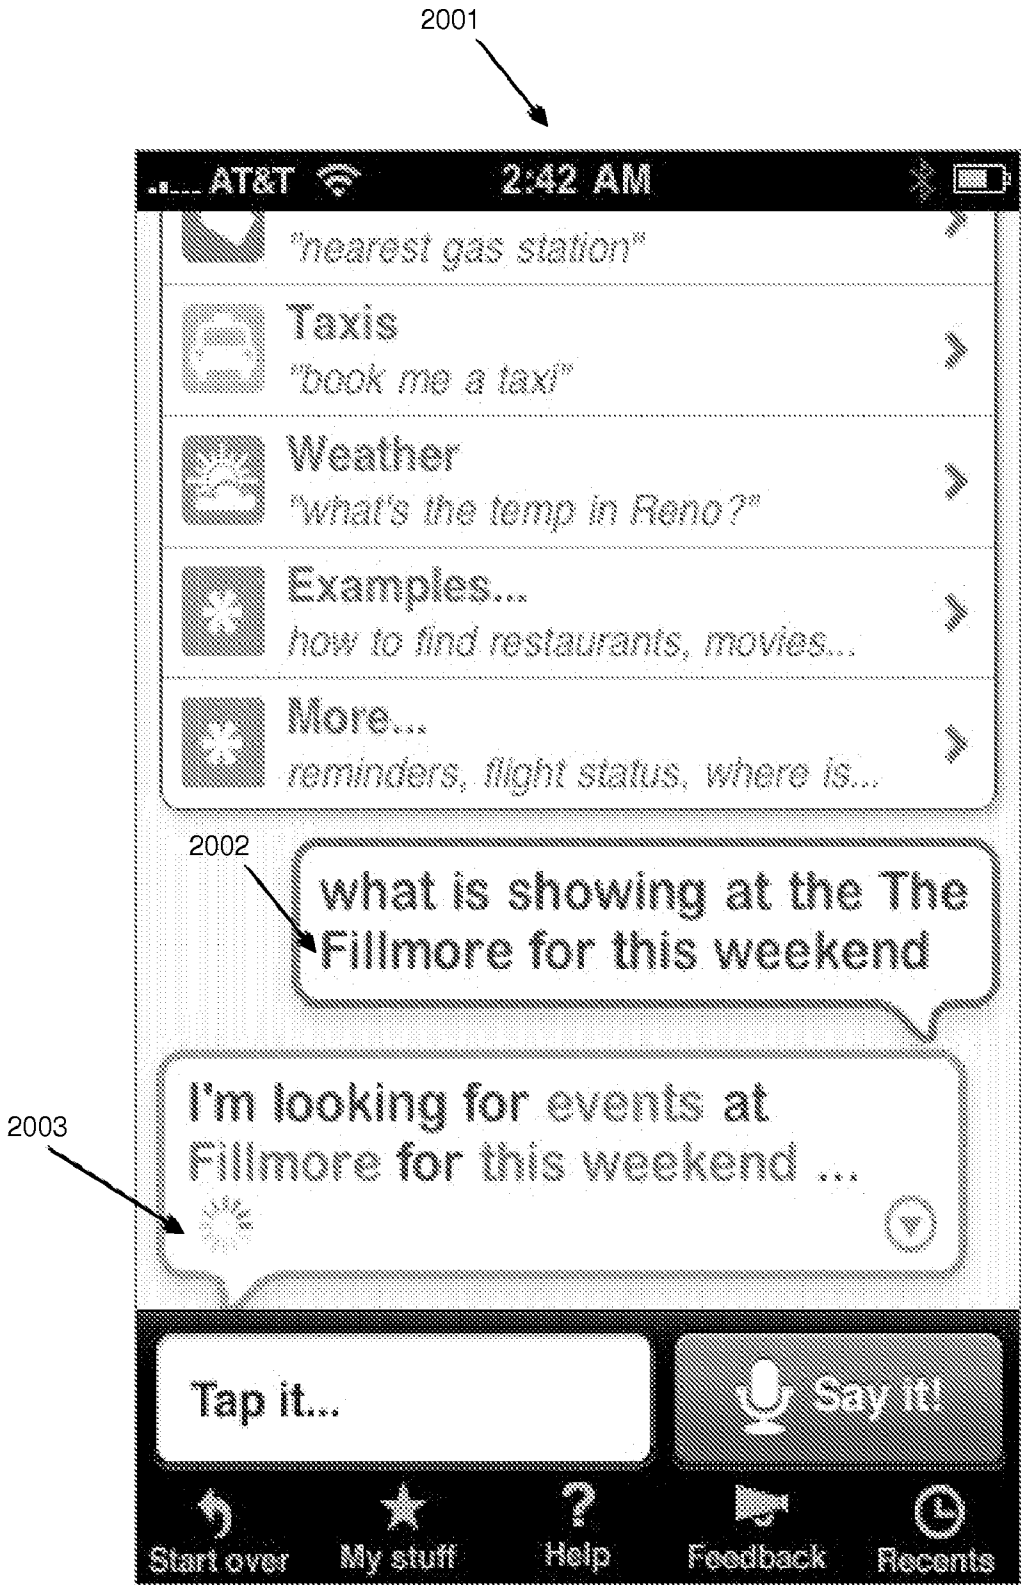 2001
AT&T 2:42 AM
"nearest gas station"
Taxis
"book me a taxi"
Weather
"what's the temp in Reno?"
Examples...
how to find restaurants, movies...
More...
reminders, flight status, where is...
2002
what is showing at the The
Fillmore for this weekend
I'm looking for events at
Fillmore for this weekend ...
2003
Tap it...
Say it!
Start over My stuff Help Feedback Recents